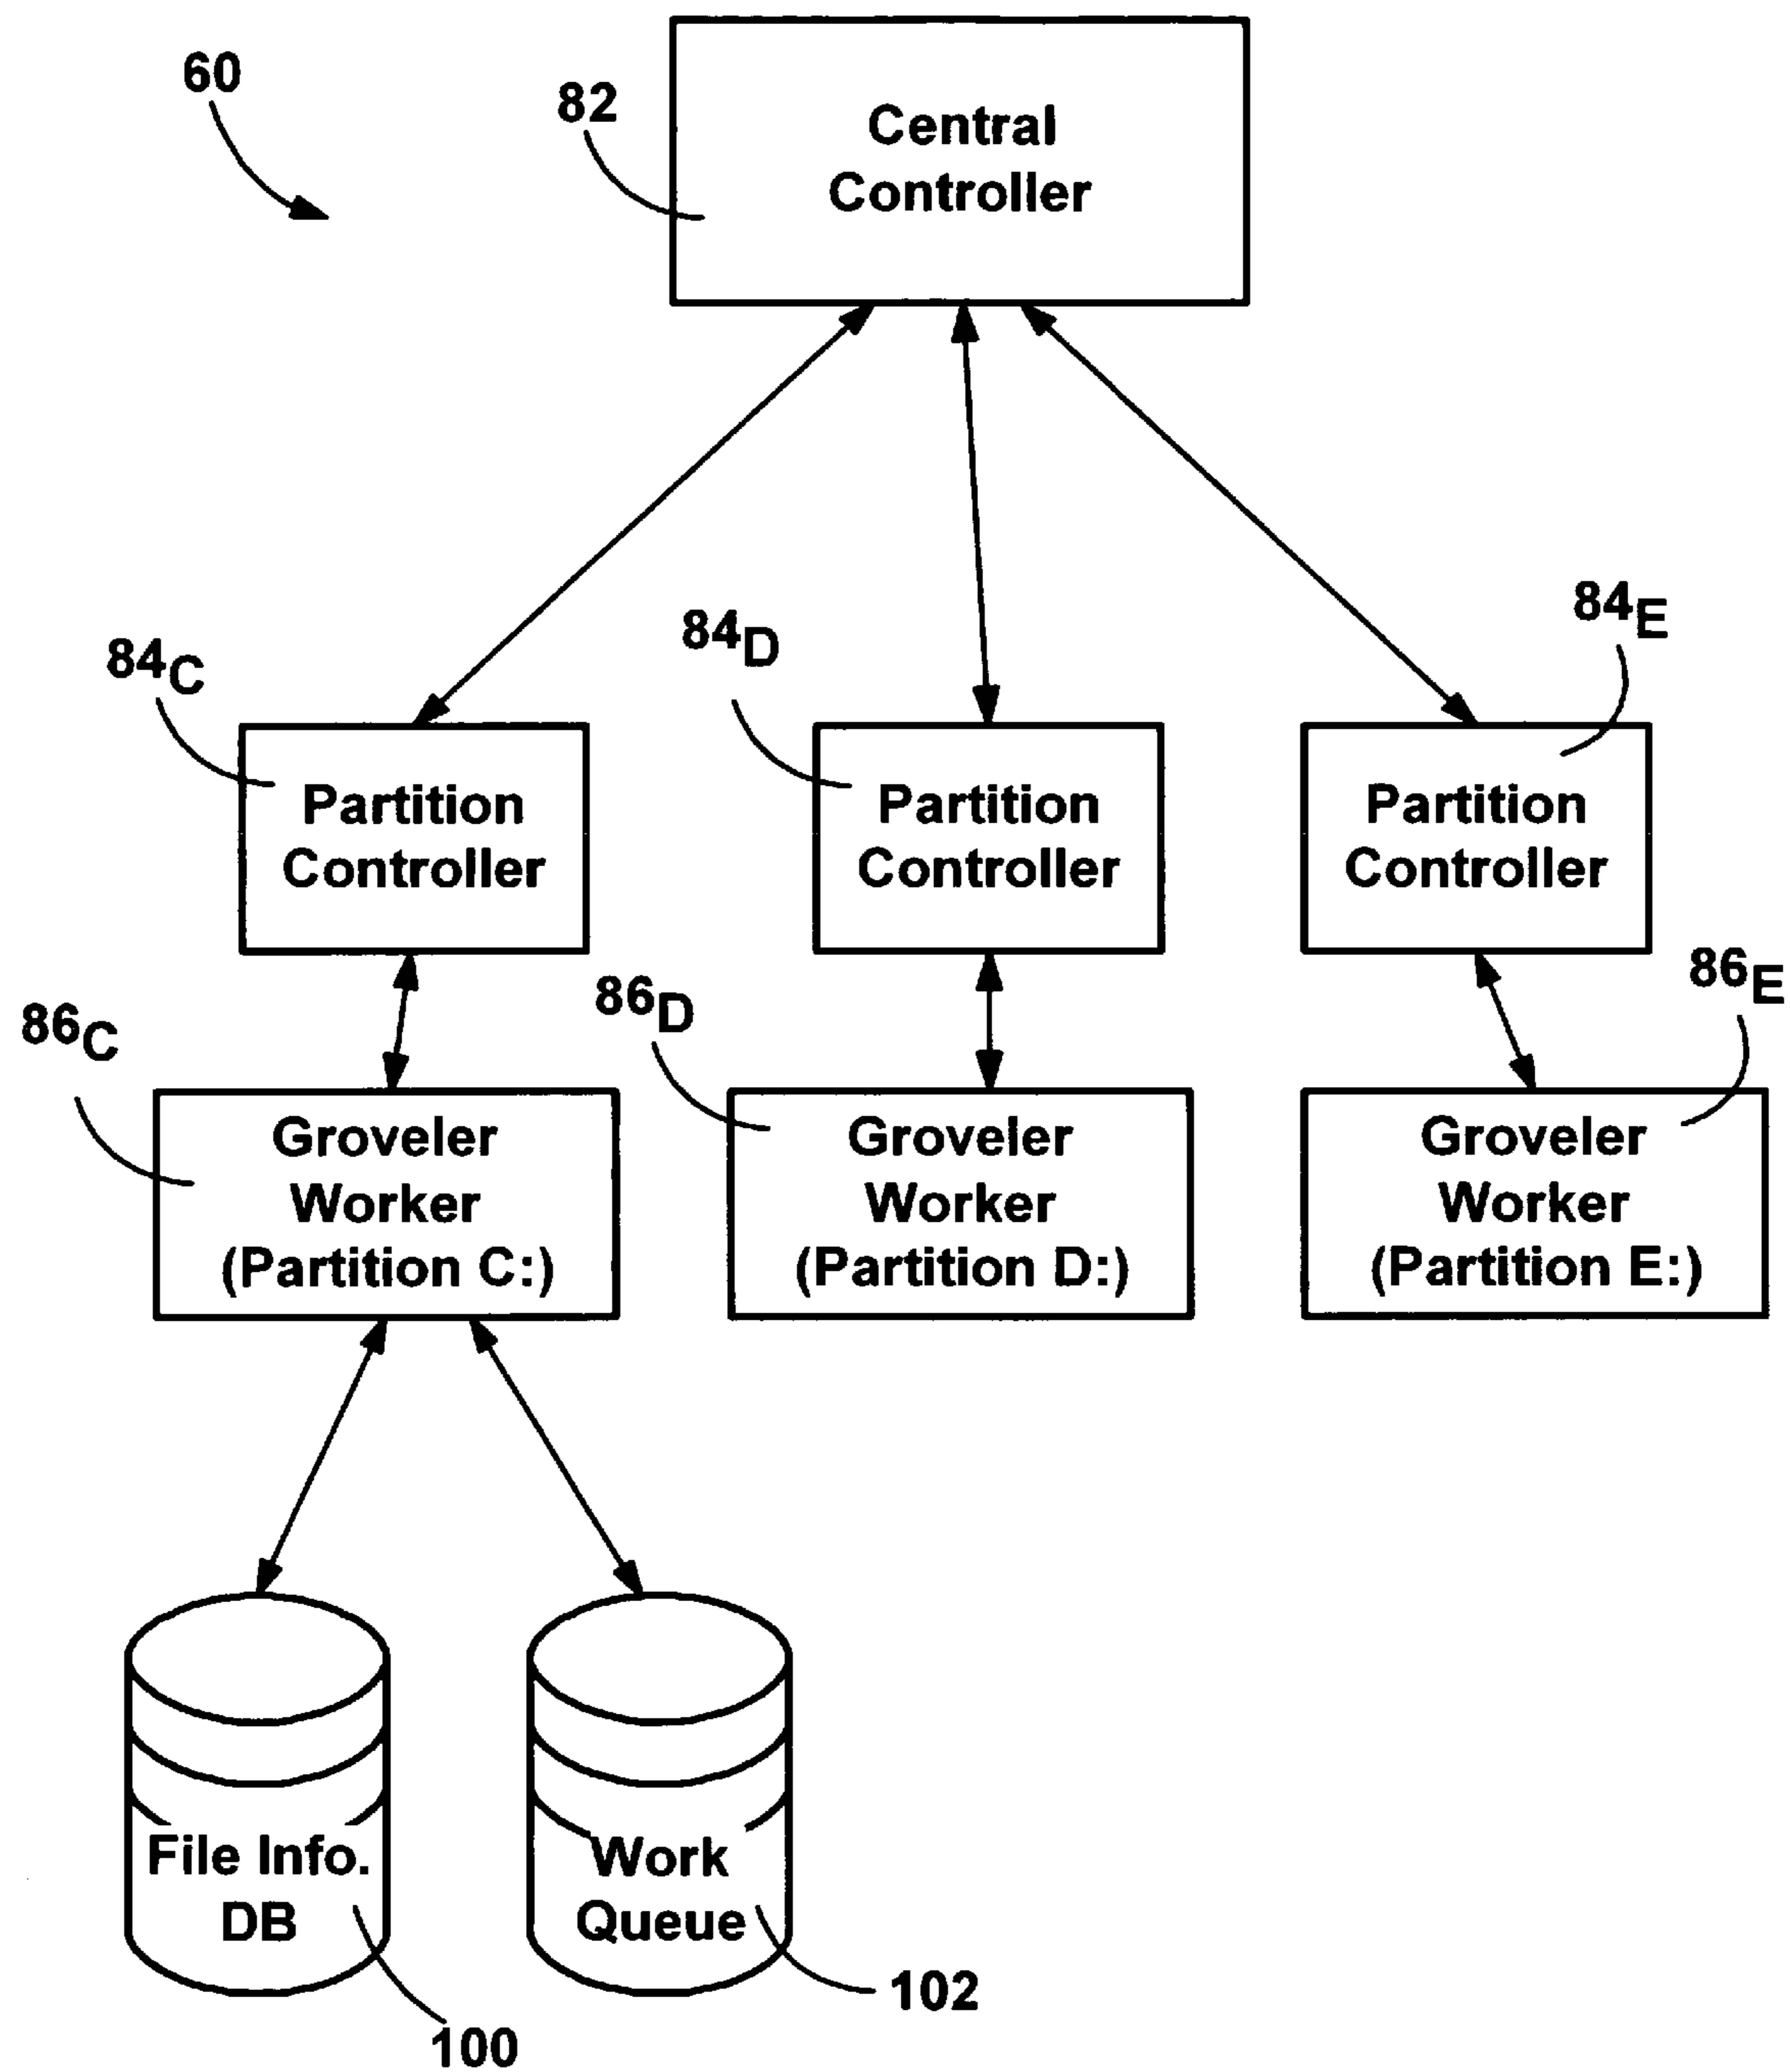 60
82
Central
Controller
84C
84D
84E
Partition
Controller
Partition
Controller
Partition
Controller
86C
86D
86E
Groveler
Worker
(Partition C:)
Groveler
Worker
(Partition D:)
Groveler
Worker
(Partition E:)
File Info.
DB
Work
Queue
100
102